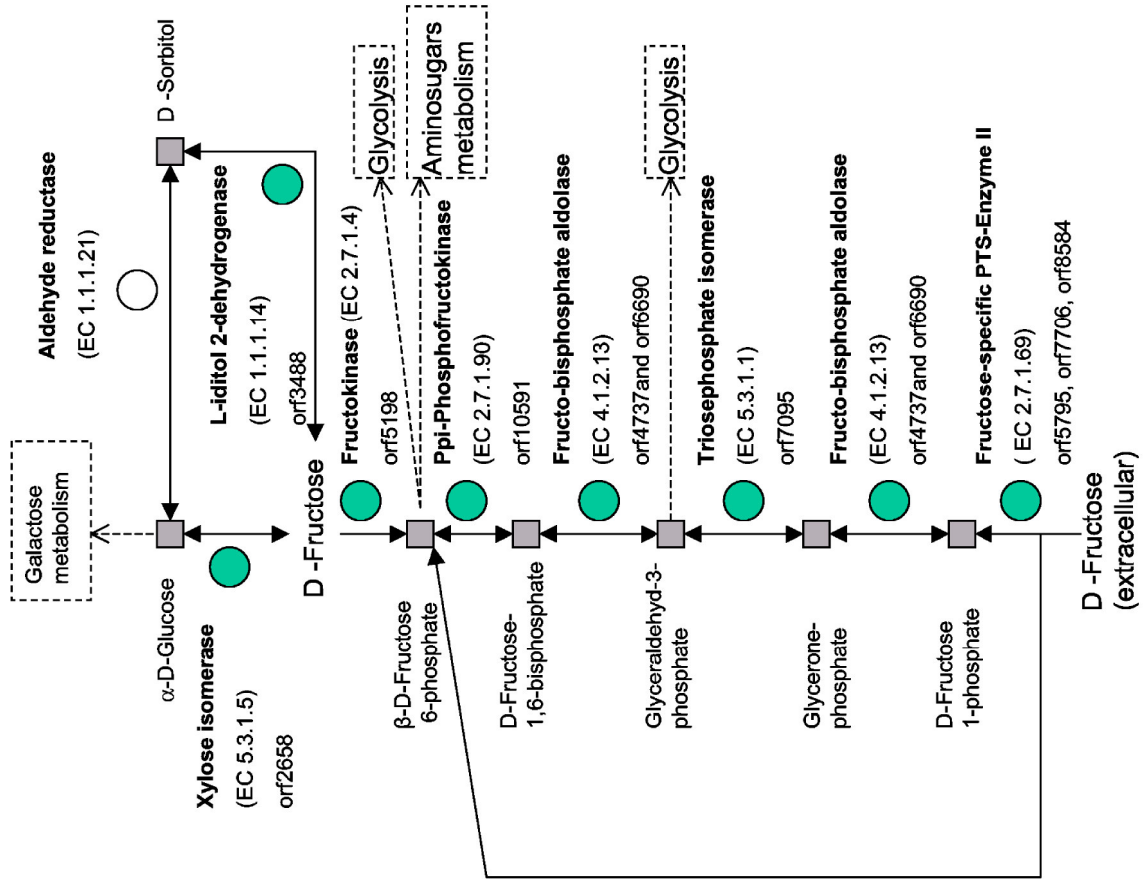 Galactose
metabolism
Aldehyde reductase
(EC 1.1.1.21)
α-D-Glucose
D -Sorbitol
Xylose isomerase
(EC 5.3.1.5)
orf2658
L-iditol 2-dehydrogenase
(EC 1.1.1.14)
orf3488
D -Fructose
Fructokinase (EC 2.7.1.4)
orf5198
Glycolysis
Aminosugars
metabolism
β-D-Fructose
6-phosphate
Ppi-Phosphofructokinase
(EC 2.7.1.90)
orf10591
D-Fructose-
1,6-bisphosphate
Fructo-bisphosphate aldolase
(EC 4.1.2.13)
orf4737and orf6690
Glycolysis
Glyceraldehyd-3-
phosphate
Triosephosphate isomerase
(EC 5.3.1.1)
orf7095
Glycerone-
phosphate
Fructo-bisphosphate aldolase
(EC 4.1.2.13)
orf4737and orf6690
D-Fructose
1-phosphate
Fructose-specific PTS-Enzyme II
( EC 2.7.1.69)
orf5795, orf7706, orf8584
D -Fructose
(extracellular)